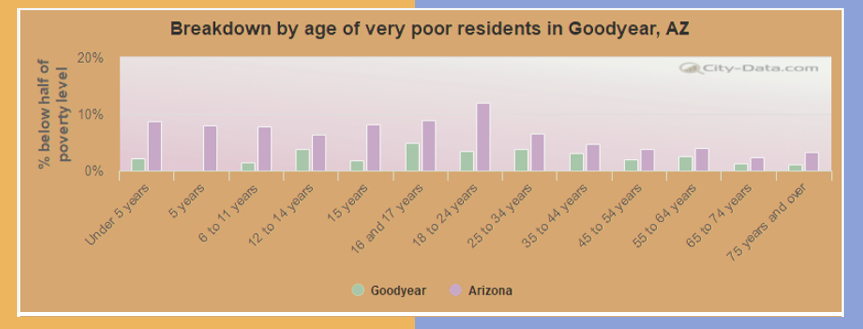 Breakdown by age of very poor residents in Goodyear, AZ
City-Data.com
% below half of
poverty level
20%
10%
0%
Under 5 years
5 years
6 to 11 years
12 to 14 years
15 years
16 and 17 years
18 to 24 years
25 to 34 years
35 to 44 years
45 to 54 years
55 to 64 years
65 to 74 years
75 years and over
Goodyear
Arizona